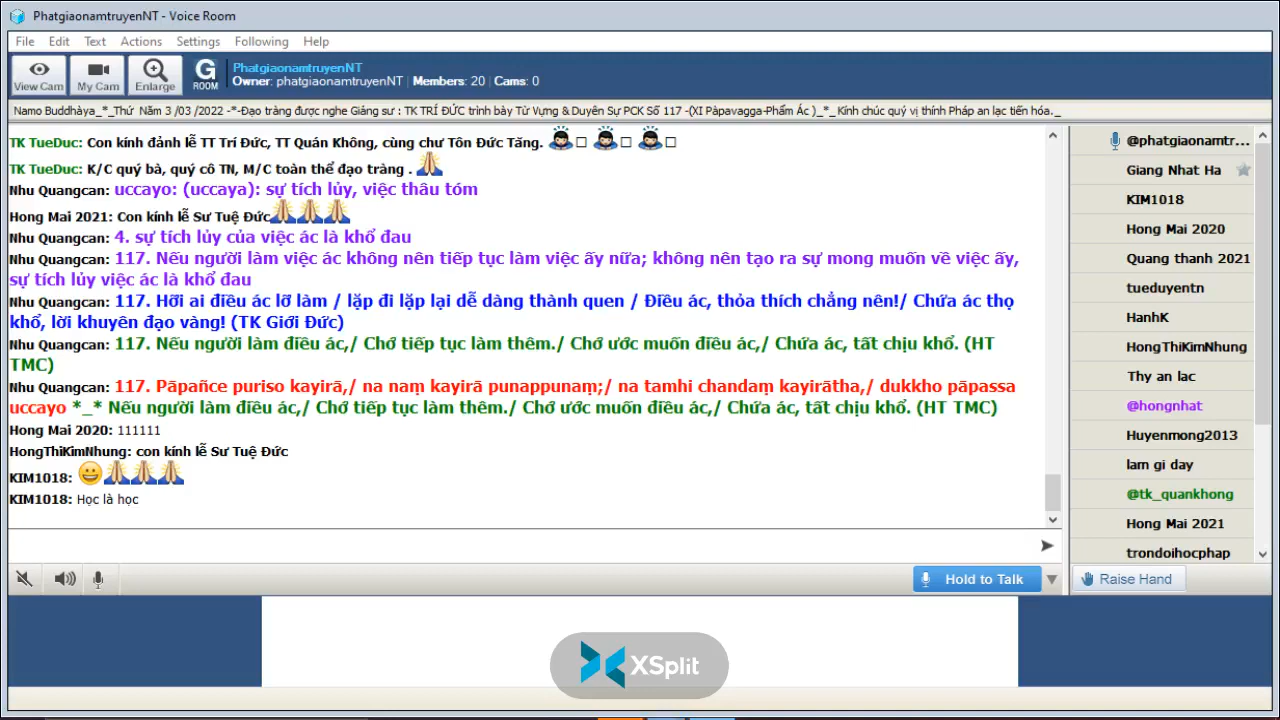 PhatgiaonamtruyenNT - Voice Room
File Edit Text Actions Settings Following Help
View Cam My Cam Enlarge G ROOM
PhatgiaonamtruyenNT
Owner: phatgiaonamtruyenNT | Members: 20 | Cams: 0
Namo Buddhàya_*_Thứ Năm 3 /03 /2022 -*-Đạo tràng được nghe Giảng sư : TK TRÍ ĐỨC trình bày Từ Vựng & Duyên Sự PCK Số 117 -(XI Pàpavagga-Phẩm Ác )_*_Kính chúc quý vị thính Pháp an lạc tiến hóa._
TK TueDuc: Con kính đảnh lễ TT Trí Đức, TT Quán Không, cùng chư Tôn Đức Tăng.
TK TueDuc: K/C quý bà, quý cô TN, M/C toàn thể đạo tràng .
Nhu Quangcan: uccayo: (uccaya): sự tích lủy, việc thâu tóm
Hong Mai 2021: Con kính lễ Sư Tuệ Đức
Nhu Quangcan: 4. sự tích lủy của việc ác là khổ đau
Nhu Quangcan: 117. Nếu người làm việc ác không nên tiếp tục làm việc ấy nữa; không nên tạo ra sự mong muốn về việc ấy,
sự tích lủy việc ác là khổ đau
Nhu Quangcan: 117. Hỡi ai điều ác lỡ làm / lặp đi lặp lại dễ dàng thành quen / Điều ác, thỏa thích chẳng nên!/ Chứa ác thọ
khổ, lời khuyên đạo vàng! (TK Giới Đức)
Nhu Quangcan: 117. Nếu người làm điều ác,/ Chớ tiếp tục làm thêm./ Chớ ước muốn điều ác,/ Chứa ác, tất chịu khổ. (HT
TMC)
Nhu Quangcan: 117. Pāpañce puriso kayirā,/ na naṃ kayirā punappunaṃ;/ na tamhi chandaṃ kayirātha,/ dukkho pāpassa
uccayo *_* Nếu người làm điều ác,/ Chớ tiếp tục làm thêm./ Chớ ước muốn điều ác,/ Chứa ác, tất chịu khổ. (HT TMC)
Hong Mai 2020: 111111
HongThiKimNhung: con kính lễ Sư Tuệ Đức
KIM1018:
KIM1018: Học là học
Hold to Talk
@phatgiaonamtr...
Giang Nhat Ha
KIM1018
Hong Mai 2020
Quang thanh 2021
tueduyentn
HanhK
HongThiKimNhung
Thy an lac
@hongnhat
Huyenmong2013
lam gi day
@tk_quankhong
Hong Mai 2021
trondoihocphap
Raise Hand
XSplit